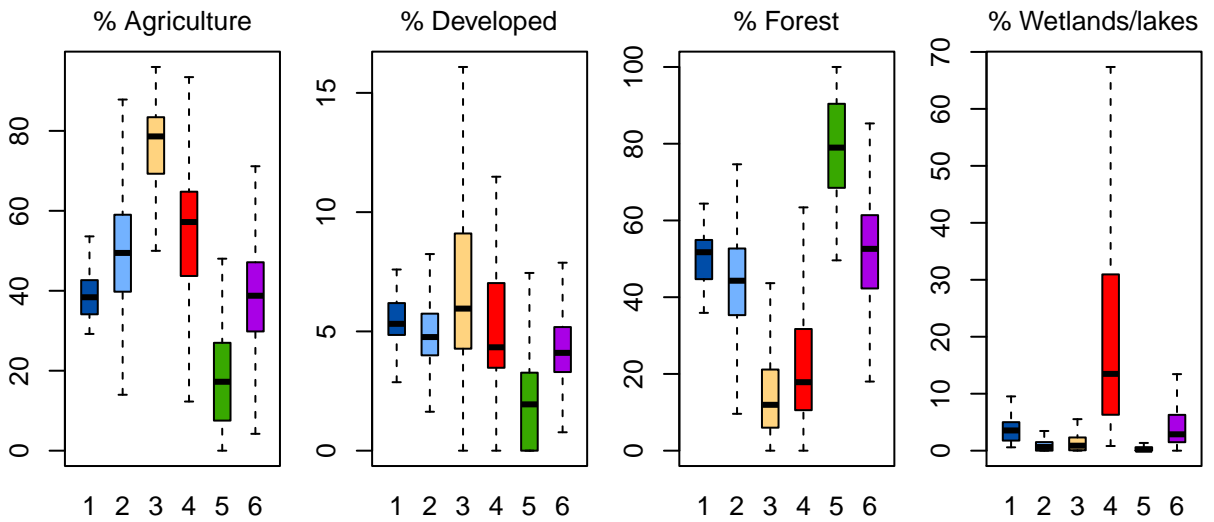 % Agriculture
0 20 40 60 80
1 2 3 4 5 6
% Developed
0 5 10 15
1 2 3 4 5 6
% Forest
0 20 40 60 80 100
1 2 3 4 5 6
% Wetlands/lakes
0 10 20 30 40 50 60 70
1 2 3 4 5 6